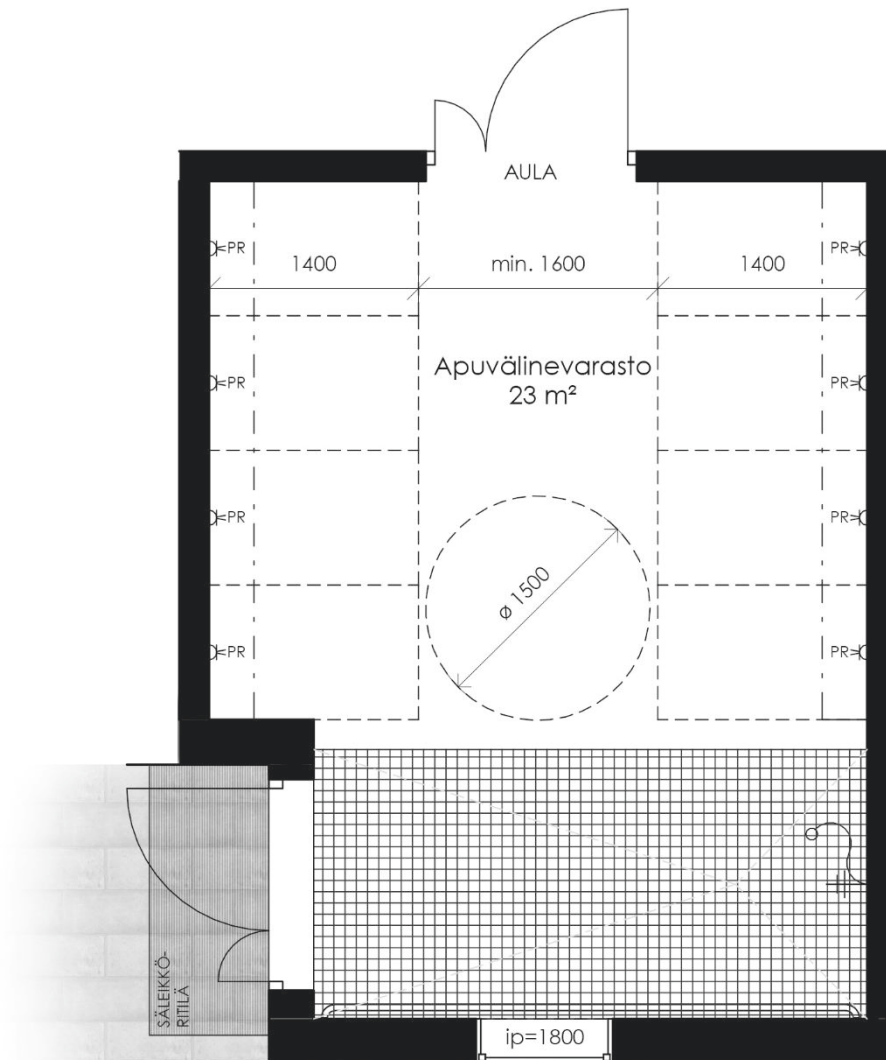 AULA
PR PR
1400 min. 1600 1400
Apuvälinevarasto
23 m²
PR PR
PR PR
ø 1500
PR PR
SÄLEIKKÖ-
RITILÄ
ip=1800